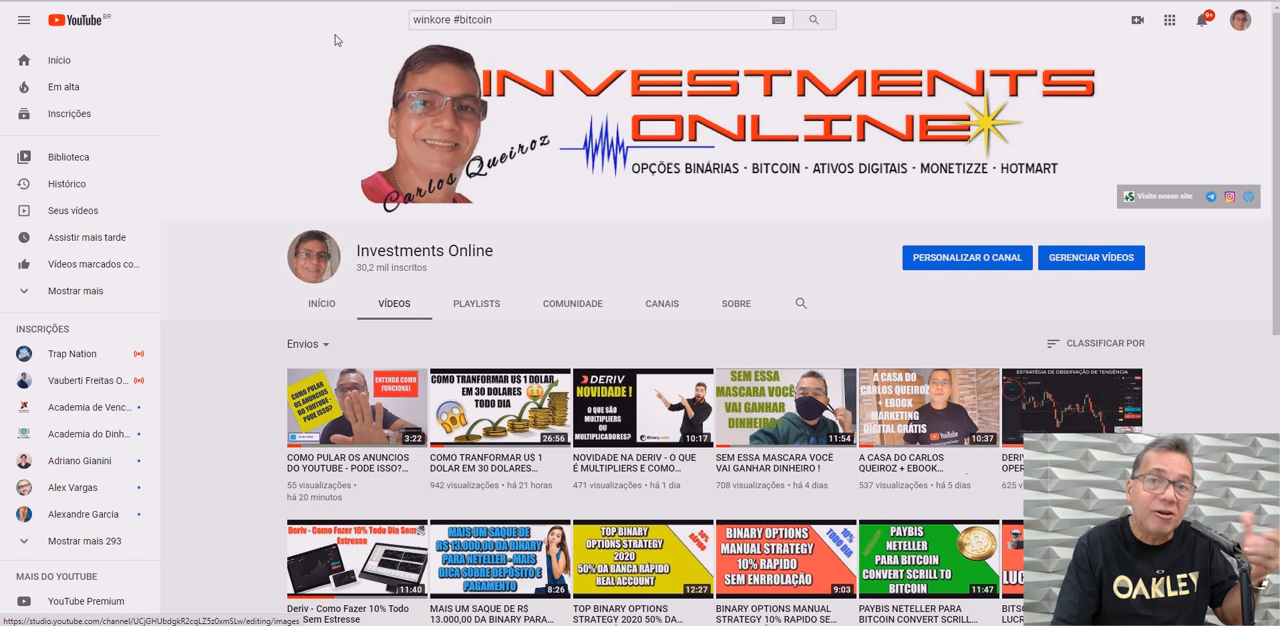 YouTube BR
winkore #bitcoin
9+
Início
Em alta
Inscrições
Biblioteca
Histórico
Seus vídeos
Assistir mais tarde
Vídeos marcados co...
Mostrar mais
INSCRIÇÕES
Trap Nation
Vauberti Freitas O...
Academia de Venc...
Academia do Dinh...
Adriano Gianini
Alex Vargas
Alexandre Garcia
Mostrar mais 293
MAIS DO YOUTUBE
YouTube Premium
https://studio.youtube.com/channel/UCjGHUbdgkR2cqLZ5z0xmSLw/editing/images
INVESTMENTS
ONLINE
Carlos Queiroz
OPÇÕES BINÁRIAS - BITCOIN - ATIVOS DIGITAIS - MONETIZZE - HOTMART
Visite nosso site
Investments Online
30,2 mil inscritos
PERSONALIZAR O CANAL
GERENCIAR VÍDEOS
INÍCIO
VÍDEOS
PLAYLISTS
COMUNIDADE
CANAIS
SOBRE
Envios
CLASSIFICAR POR
COMO PULAR
OS ANUNCIOS
DO YOUTUBE -
PODE ISSO?
ENTENDA COMO
FUNCIONA!
3:22
COMO PULAR OS ANUNCIOS
DO YOUTUBE - PODE ISSO?...
55 visualizações •
há 20 minutos
COMO TRANFORMAR U$ 1 DOLAR
EM 30 DOLARES
TODO DIA
26:56
COMO TRANFORMAR U$ 1
DOLAR EM 30 DOLARES...
942 visualizações • há 21 horas
DERIV
NOVIDADE!
O QUE SÃO
MULTIPLIERS OU
MULTIPLICADORES?
10:17
NOVIDADE NA DERIV - O QUE
É MULTIPLIERS E COMO...
471 visualizações • há 1 dia
SEM ESSA
MASCARA VOCÊ
VAI GANHAR
DINHEIRO!
11:54
SEM ESSA MASCARA VOCÊ
VAI GANHAR DINHEIRO !
708 visualizações • há 4 dias
A CASA DO
CARLOS QUEIROZ
+ EBOOK
MARKETING
DIGITAL GRÁTIS
YouTube
10:37
A CASA DO CARLOS
QUEIROZ + EBOOK...
537 visualizações • há 5 dias
ESTRATÉGIA DE OBSERVAÇÃO DE TENDÊNCIA
DERI
OPER
625 v
Deriv - Como Fazer 10% Todo Dia Sem
Estresse
11:40
Deriv - Como Fazer 10% Todo Dia
Sem Estresse
MAIS UM SAQUE DE
R$ 13.000,00 DA BINARY
PARA NETELLER - MAIS
DICA SOBRE DEPÓSITO E
PAGAMENTO
8:26
MAIS UM SAQUE DE R$
13.000,00 DA BINARY PARA...
TOP BINARY
OPTIONS STRATEGY
2020
50% DA BANCA RÁPIDO
REAL ACCOUNT
12:27
TOP BINARY OPTIONS
STRATEGY 2020 50% DA...
BINARY OPTIONS
MANUAL STRATEGY
10% RAPIDO
SEM ENRROLAÇÃO
10%
TODO DIA
9:03
BINARY OPTIONS MANUAL
STRATEGY 10% RAPIDO SE...
PAYBIS
NETELLER
PARA BITCOIN
CONVERT SCRILL TO
BITCOIN
11:47
PAYBIS NETELLER PARA
BITCOIN CONVERT SCRILL...
LUC
BITS
LUCR
OAKLEY